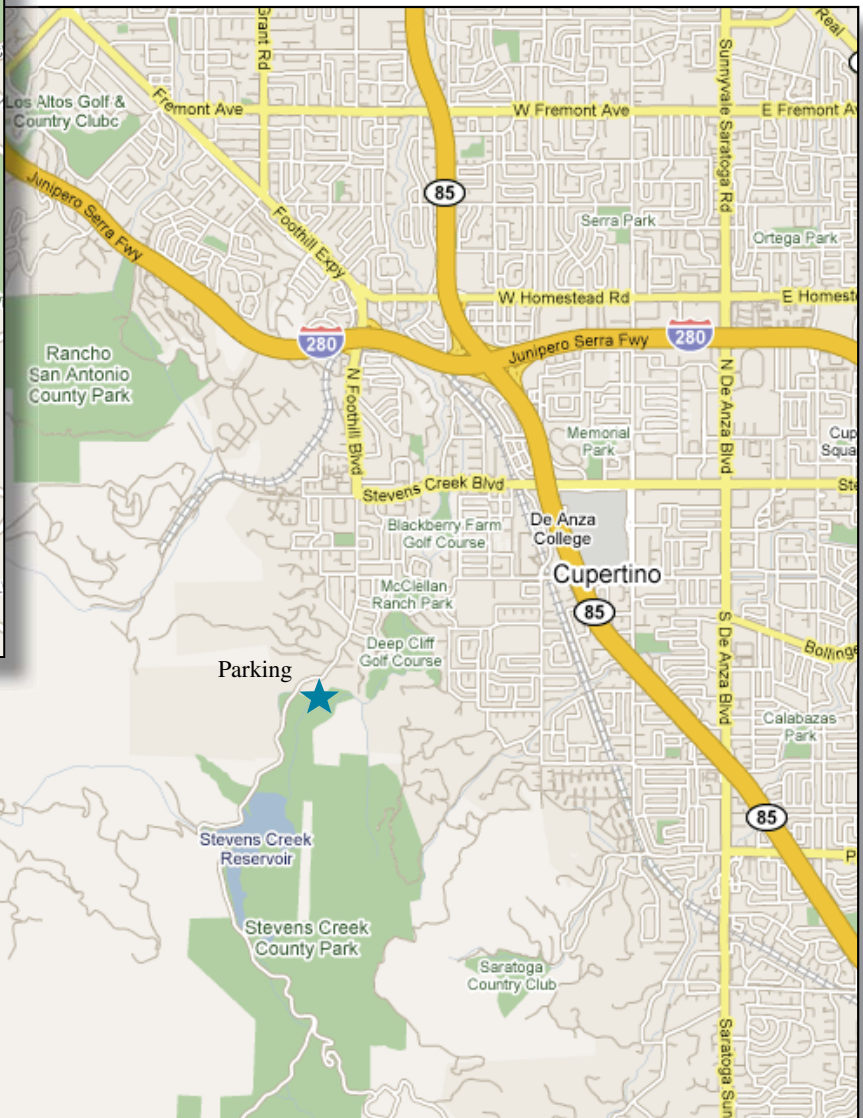 Grant Rd
Real
Los Altos Golf &
Country Clubc
Fremont Ave
W Fremont Ave
E Fremont A
Sunnyvale Saratoga Rd
Junipero Serra Fwy
85
Serra Park
Ortega Park
Foothill Expy
W Homestead Rd
E Homest
280
Junipero Serra Fwy
280
Rancho
San Antonio
County Park
N Foothill Blvd
N De Anza Blvd
Memorial
Park
Cup
Squa
Stevens Creek Blvd
Ste
Blackberry Farm
Golf Course
De Anza
College
Cupertino
McClellan
Ranch Park
85
Deep Cliff
Golf Course
S De Anza Blvd
Bollinge
Parking
Calabazas
Park
85
Stevens Creek
Reservoir
P
Stevens Creek
County Park
Saratoga
Country Club
Saratoga Sun